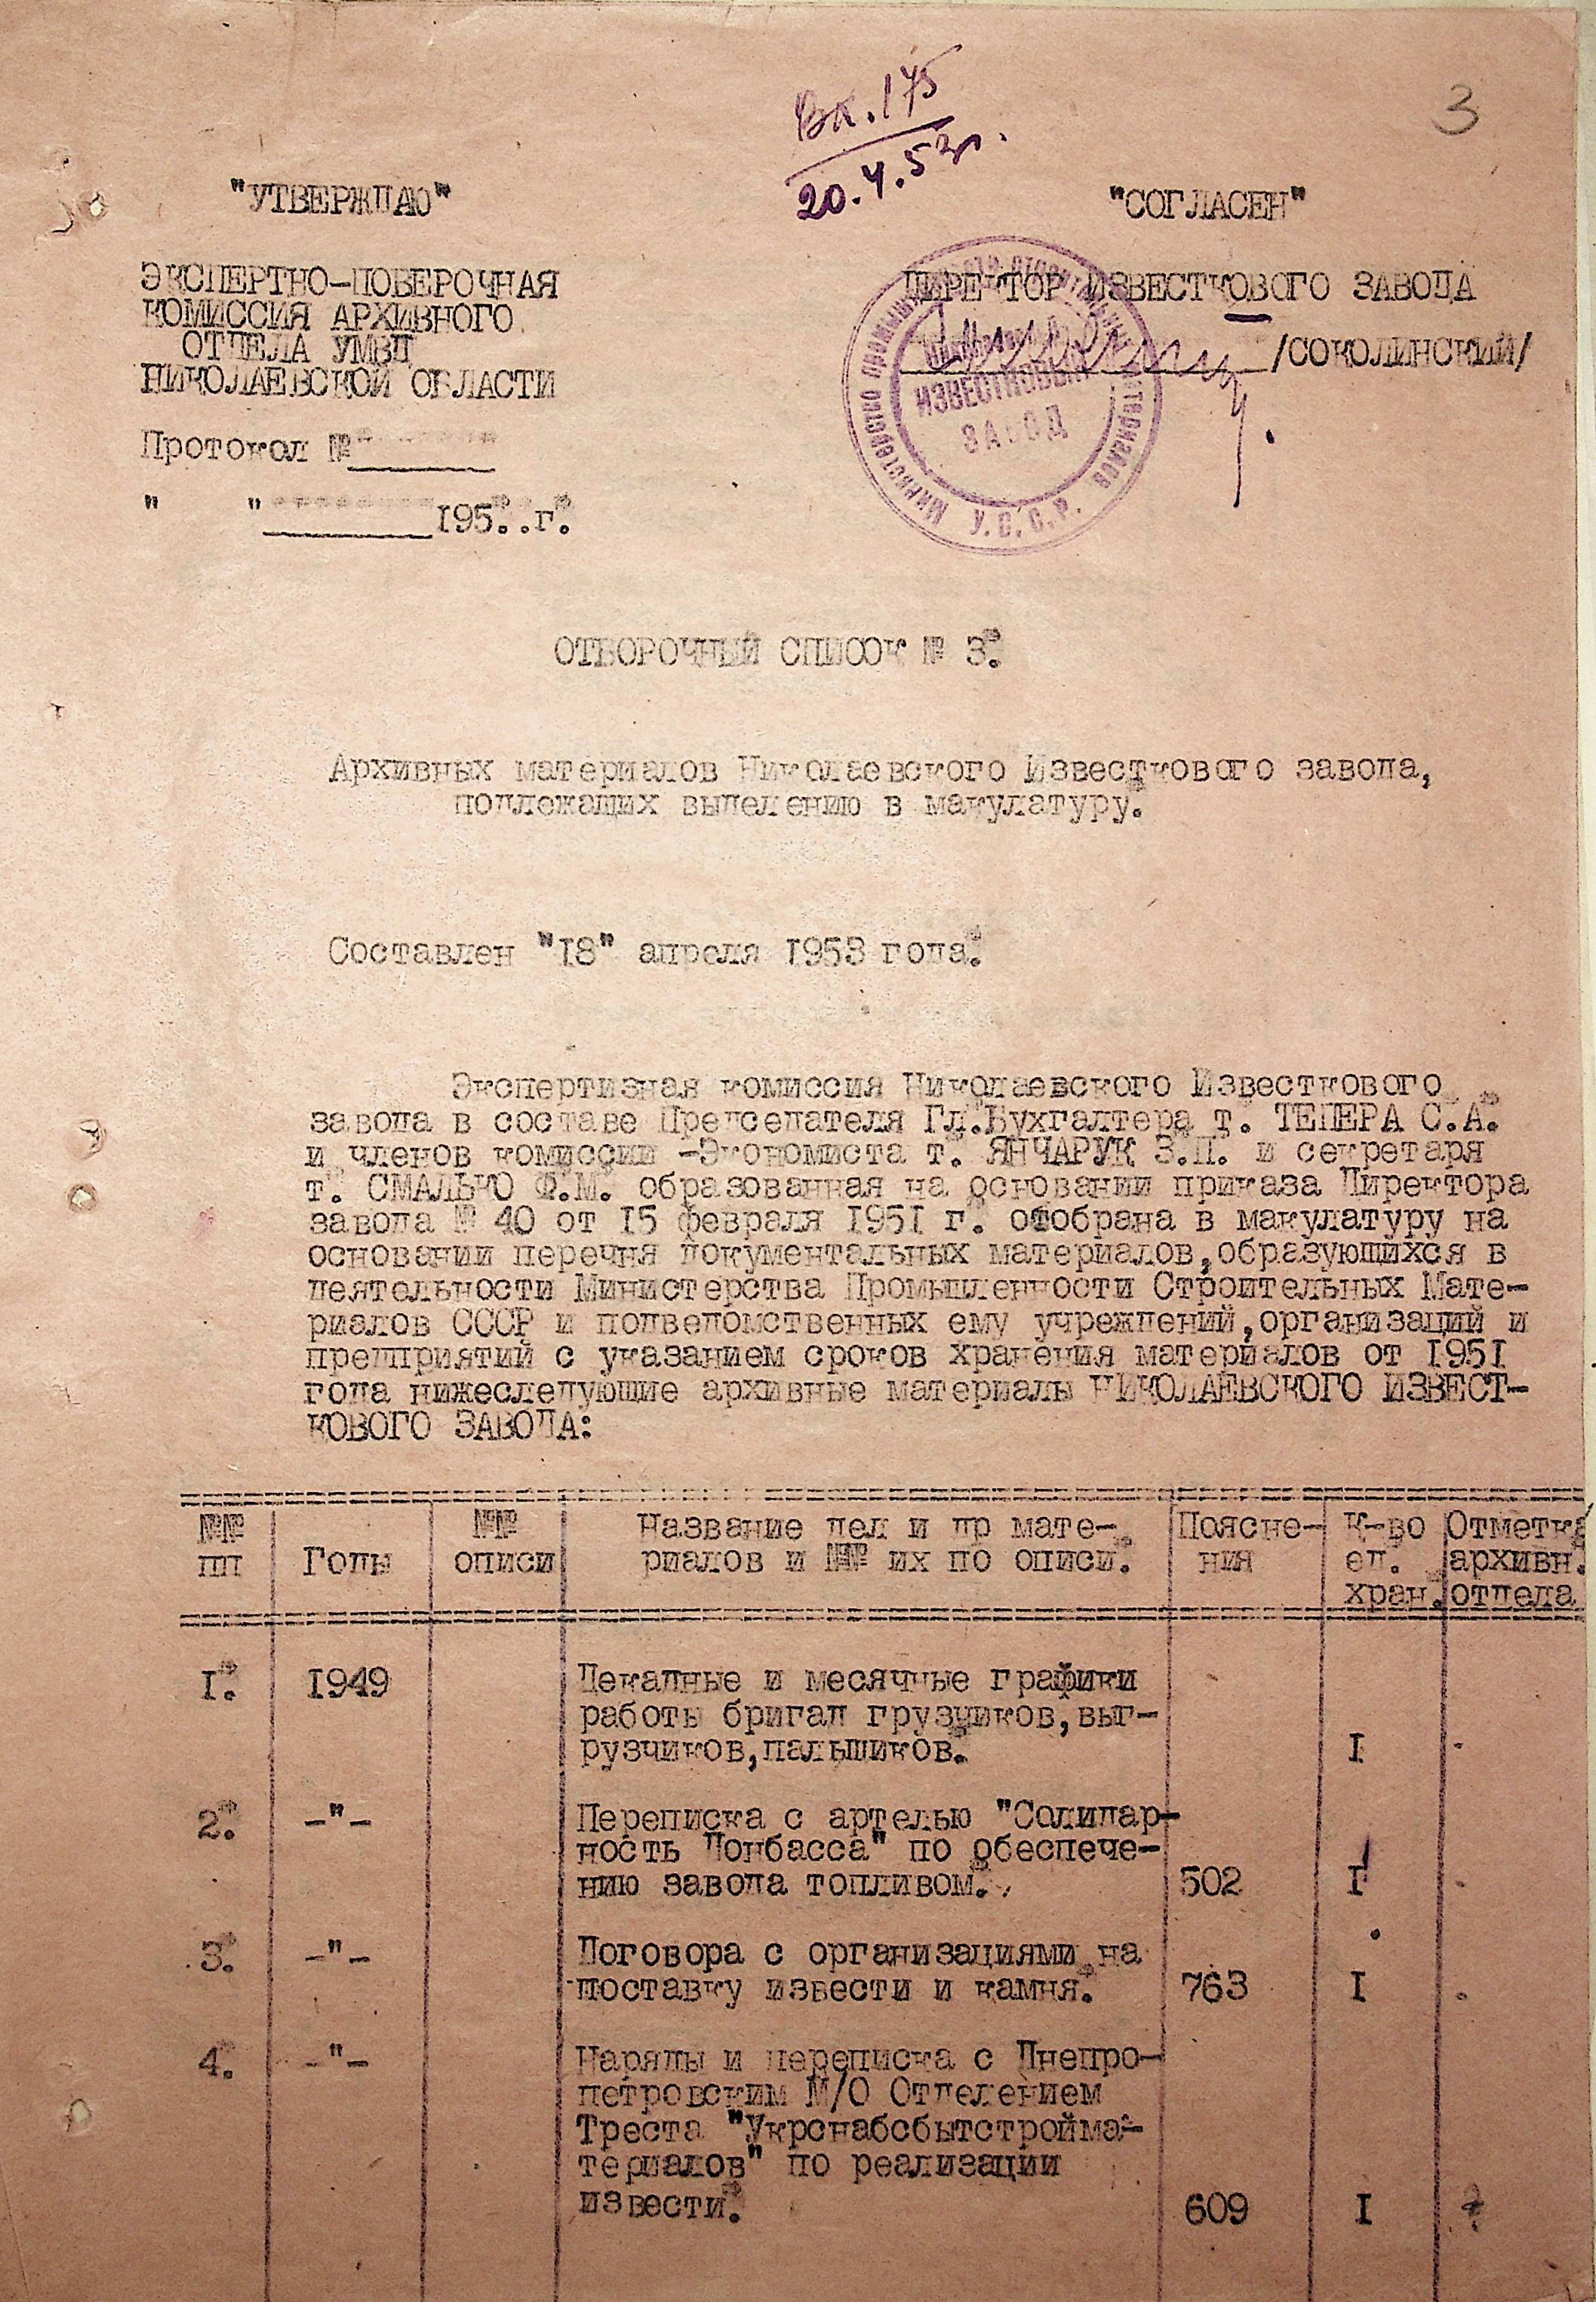 Вх.175
20.4.53г.
3
"УТВЕРЖДАЮ"
"СОГЛАСЕН"
ЭКСПЕРТНО-ПОВЕРОЧНАЯ
КОМИССИЯ АРХИВНОГО
ОТДЕЛА УМВД
НИКОЛАЕВСКОЙ ОБЛАСТИ
ДИРЕКТОР ИЗВЕСТКОВОГО ЗАВОДА
/СОКОЛИНСКИЙ/
ИЗВЕСТКОВЫЙ
ЗАВОД
Министерство промышленности строительных материалов
У.С.С.Р.
Протокол №
" " 195...г.
ОТБОРОЧНЫЙ СПИСОК № 3.
Архивных материалов Николаевского Известкового завода,
подлежащих выделению в макулатуру.
Составлен "18" апреля 1953 года.
Экспертизная комиссия Николаевского Известкового
завода в составе Председателя Гл.Бухгалтера т. ТЕПЕРА С.А.
и членов комиссии -Экономиста т. ЯНЧАРУК З.П. и секретаря
т. СМАЛЬКО Ф.М. образованная на основании приказа Директора
завода № 40 от 15 февраля 1951 г. отобрана в макулатуру на
основании перечня документальных материалов,образующихся в
деятельности Министерства Промышленности Строительных Мате-
риалов СССР и подведомственных ему учреждений,организаций и
предприятий с указанием сроков хранения материалов от 1951
года нижеследующие архивные материалы НИКОЛАЕВСКОГО ИЗВЕСТ-
КОВОГО ЗАВОДА:
№№ пп
Годы
№№ описи
Название дел и др мате-
риалов и №№ их по описи.
Поясне-
ния
К-во
ед.
хран.
Отметка
архивн.
отдела
1. 1949 Декадные и месячные графики
работы бригад грузчиков,выг-
рузчиков,пальщиков. 1 -
2. -"- Переписка с артелью "Солидар-
ность Донбасса" по обеспече-
нию завода топливом. 502 1 -
3. -"- Договора с организациями на
поставку извести и камня. 763 1
4. -"- Наряды и переписка с Днепро-
петровским М/О Отделением
Треста "Укрснабсбытстройма-
териалов" по реализации
извести. 609 1